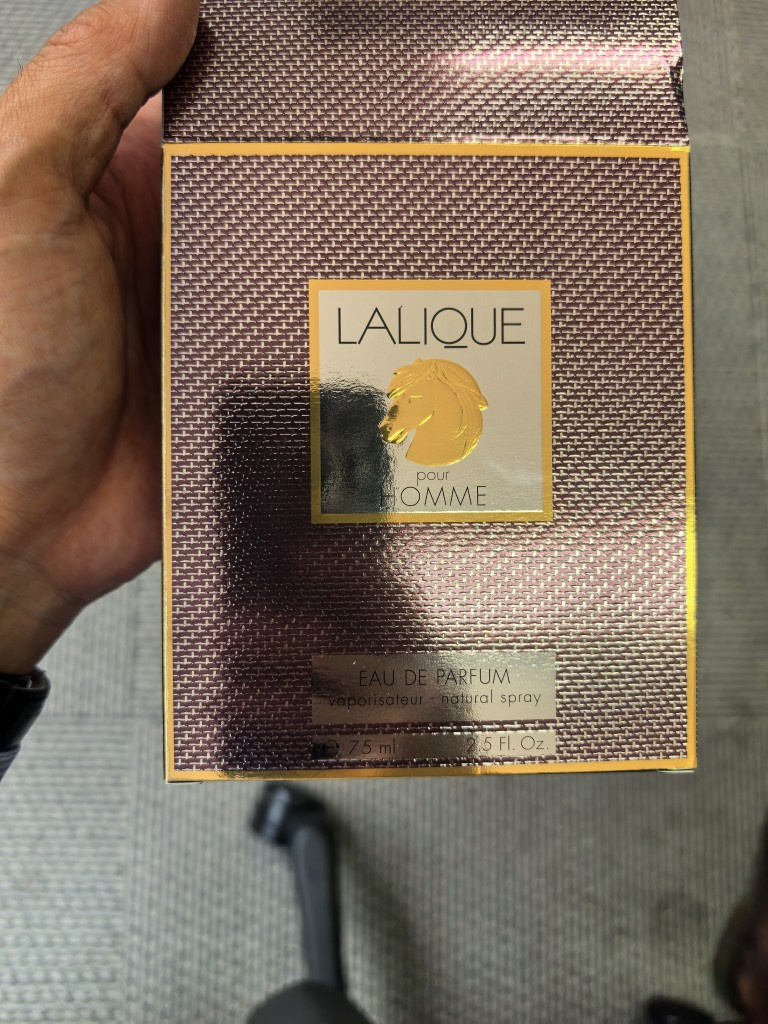 LALIQUE
pour
HOMME
EAU DE PARFUM
vaporisateur - natural spray
℮ 75 ml 2.5 Fl. Oz.